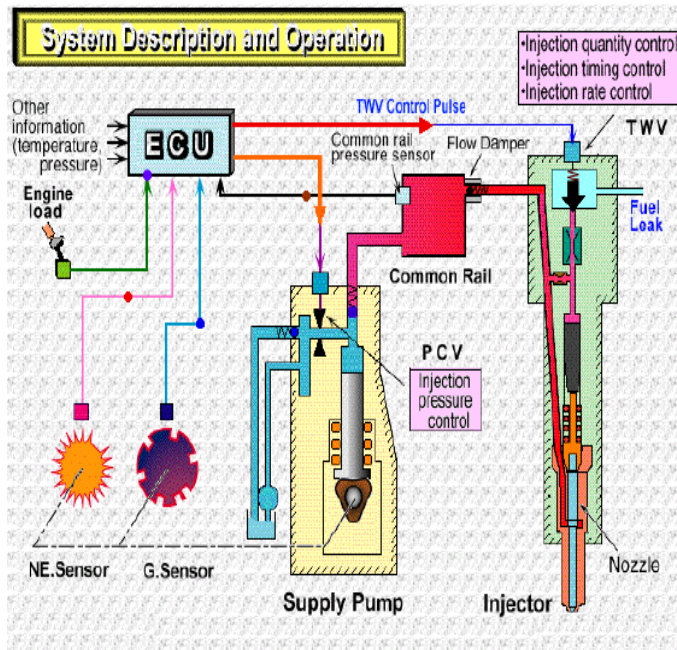 System Description and Operation
•Injection quantity control
•Injection timing control
•Injection rate control
Other
information
(temperature,
pressure)
ECU
TWV Control Pulse
TWV
Common rail
pressure sensor
Flow Damper
Engine
load
Fuel
Leak
Common Rail
PCV
Injection
pressure
control
NE.Sensor
G.Sensor
Supply Pump
Injector
Nozzle